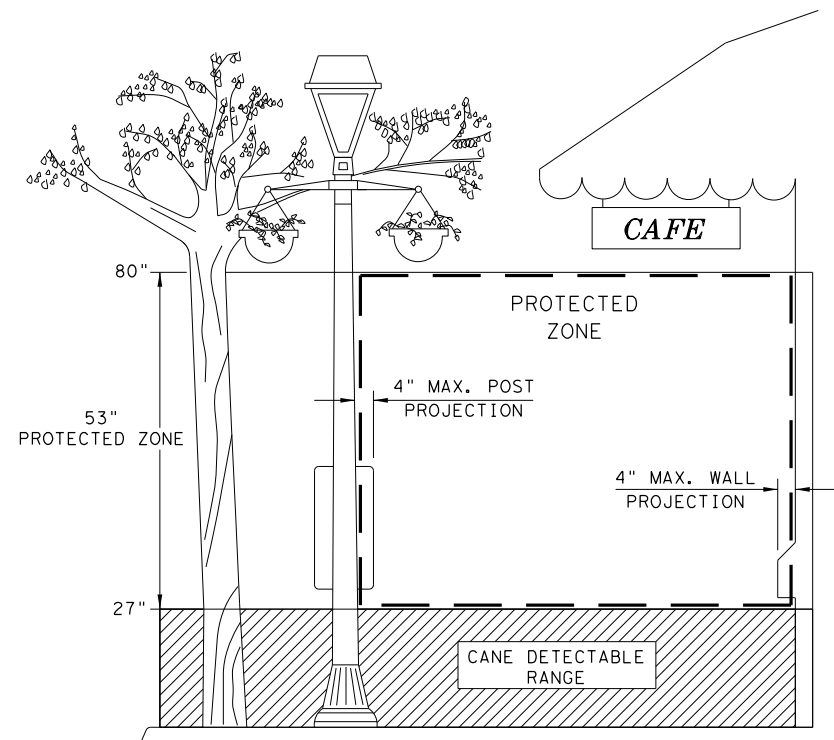 CAFE
80"
PROTECTED
ZONE
4" MAX. POST
PROJECTION
53"
PROTECTED ZONE
4" MAX. WALL
PROJECTION
27"
CANE DETECTABLE
RANGE